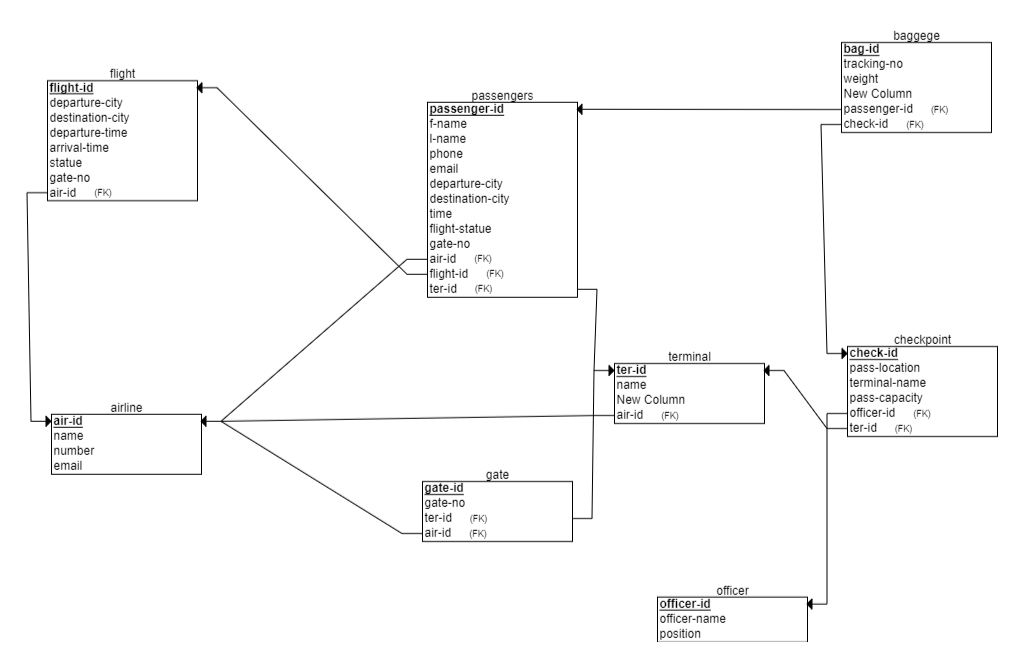 flight
flight-id
departure-city
destination-city
departure-time
arrival-time
statue
gate-no
air-id (FK)
passengers
passenger-id
f-name
l-name
phone
email
departure-city
destination-city
time
flight-statue
gate-no
air-id (FK)
flight-id (FK)
ter-id (FK)
baggege
bag-id
tracking-no
weight
New Column
passenger-id (FK)
check-id (FK)
airline
air-id
name
number
email
terminal
ter-id
name
New Column
air-id (FK)
checkpoint
check-id
pass-location
terminal-name
pass-capacity
officer-id (FK)
ter-id (FK)
gate
gate-id
gate-no
ter-id (FK)
air-id (FK)
officer
officer-id
officer-name
position